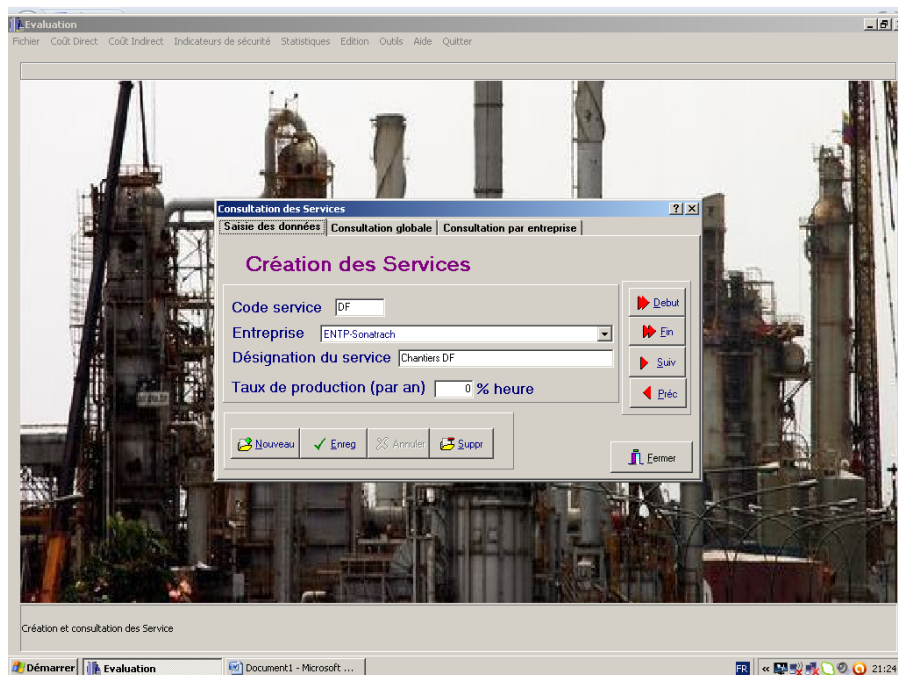 Evaluation
Fichier Coût Direct Coût Indirect Indicateurs de sécurité Statistiques Edition Outils Aide Quitter
Consultation des Services
Saisie des données Consultation globale Consultation par entreprise
Création des Services
Code service DF
Entreprise ENTP-Sonatrach
Désignation du service Chantiers DF
Taux de production (par an) 0 % heure
Debut
Fin
Suiv
Préc
Nouveau Enreg Annuler Suppr
Fermer
Création et consultation des Service
Démarrer Evaluation Document1 - Microsoft ... FR « 21:24